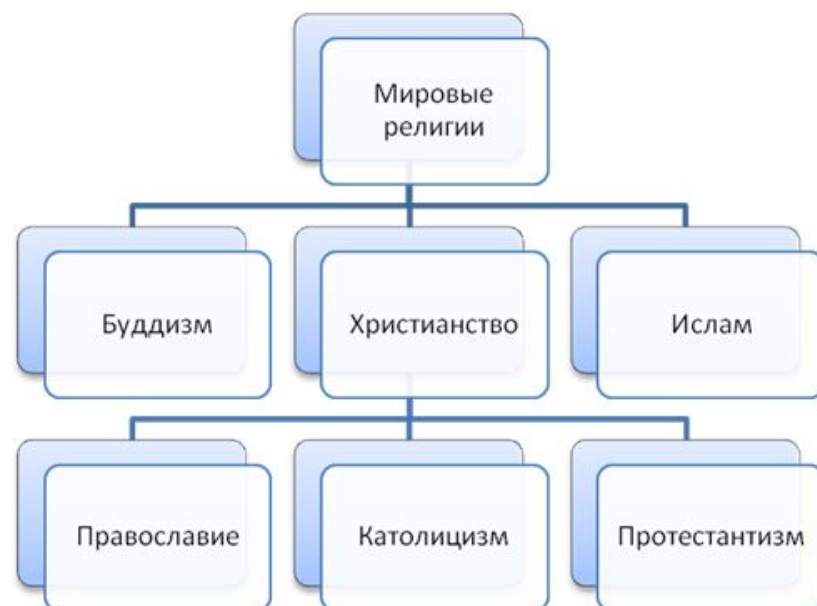 Мировые
религии
Буддизм
Христианство
Ислам
Православие
Католицизм
Протестантизм